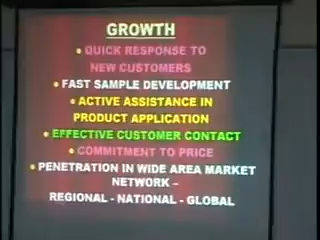 GROWTH
• QUICK RESPONSE TO
NEW CUSTOMERS
• FAST SAMPLE DEVELOPMENT
• ACTIVE ASSISTANCE IN
PRODUCT APPLICATION
• EFFECTIVE CUSTOMER CONTACT
• COMMITMENT TO PRICE
• PENETRATION IN WIDE AREA MARKET
NETWORK –
REGIONAL - NATIONAL - GLOBAL